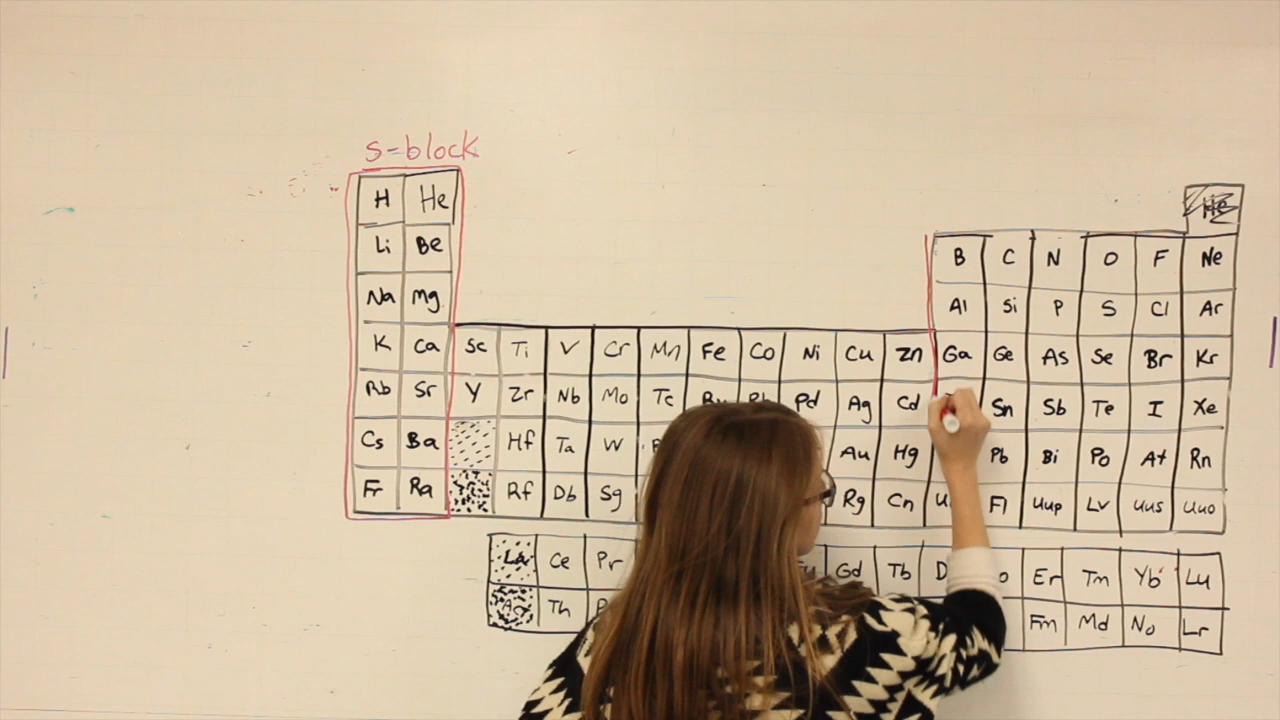 s-block
H He He
Li Be B C N O F Ne
Na Mg Al Si P S Cl Ar
K Ca Sc Ti V Cr Mn Fe Co Ni Cu Zn Ga Ge As Se Br Kr
Rb Sr Y Zr Nb Mo Tc Pd Ag Cd Sn Sb Te I Xe
Cs Ba Hf Ta W Au Hg Pb Bi Po At Rn
Fr Ra Rf Db Sg Rg Cn Fl Uup Lv Uus Uuo
La Ce Pr Gd Tb Er Tm Yb Lu
Ac Th Fm Md No Lr